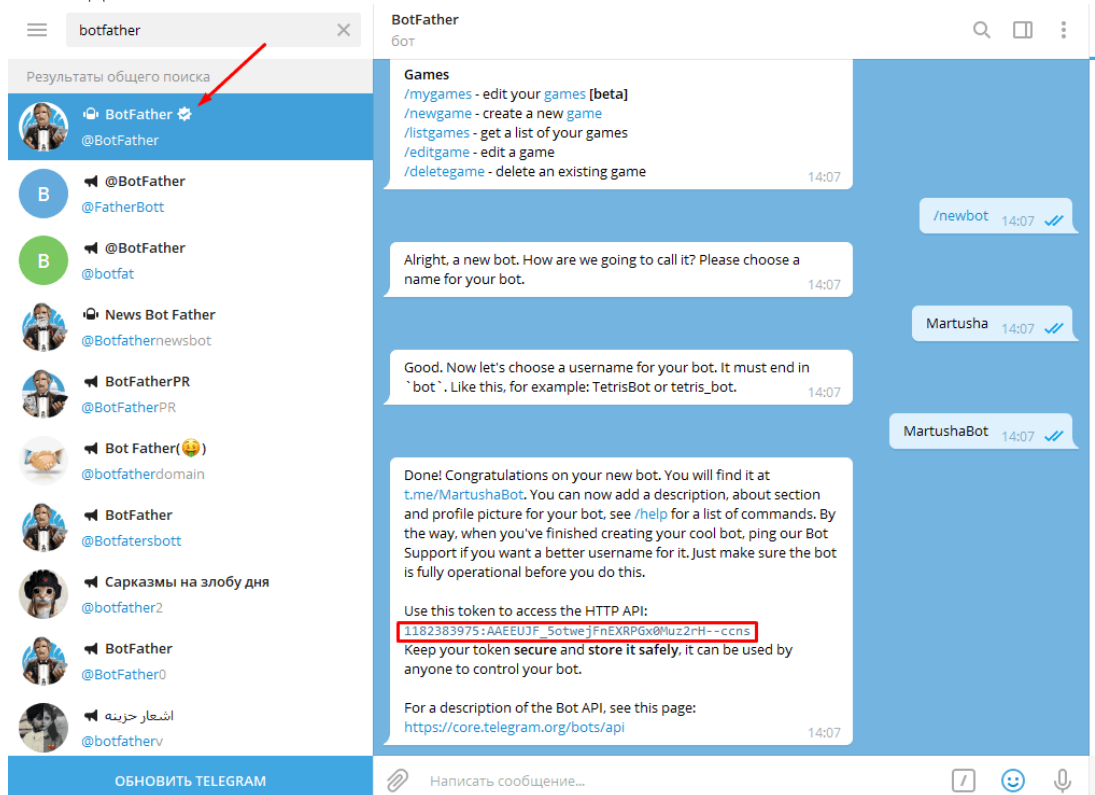 botfather
Результаты общего поиска
BotFather
@BotFather
@BotFather
@FatherBott
@BotFather
@botfat
News Bot Father
@Botfathernewsbot
BotFatherPR
@BotFatherPR
Bot Father(🤑)
@botfatherdomain
BotFather
@Botfatersbott
Сарказмы на злобу дня
@botfather2
BotFather
@BotFather0
اشعار حزينه
@botfatherv
ОБНОВИТЬ TELEGRAM
BotFather
бот
Games
/mygames - edit your games [beta]
/newgame - create a new game
/listgames - get a list of your games
/editgame - edit a game
/deletegame - delete an existing game
14:07
/newbot 14:07
Alright, a new bot. How are we going to call it? Please choose a
name for your bot.
14:07
Martusha 14:07
Good. Now let's choose a username for your bot. It must end in
`bot`. Like this, for example: TetrisBot or tetris_bot.
14:07
MartushaBot 14:07
Done! Congratulations on your new bot. You will find it at
t.me/MartushaBot. You can now add a description, about section
and profile picture for your bot, see /help for a list of commands. By
the way, when you've finished creating your cool bot, ping our Bot
Support if you want a better username for it. Just make sure the bot
is fully operational before you do this.
Use this token to access the HTTP API:
1182383975:AAEEUJF_5otwejFnEXRPGx0Muz2rH--ccns
Keep your token secure and store it safely, it can be used by
anyone to control your bot.
For a description of the Bot API, see this page:
https://core.telegram.org/bots/api
14:07
Написать сообщение...